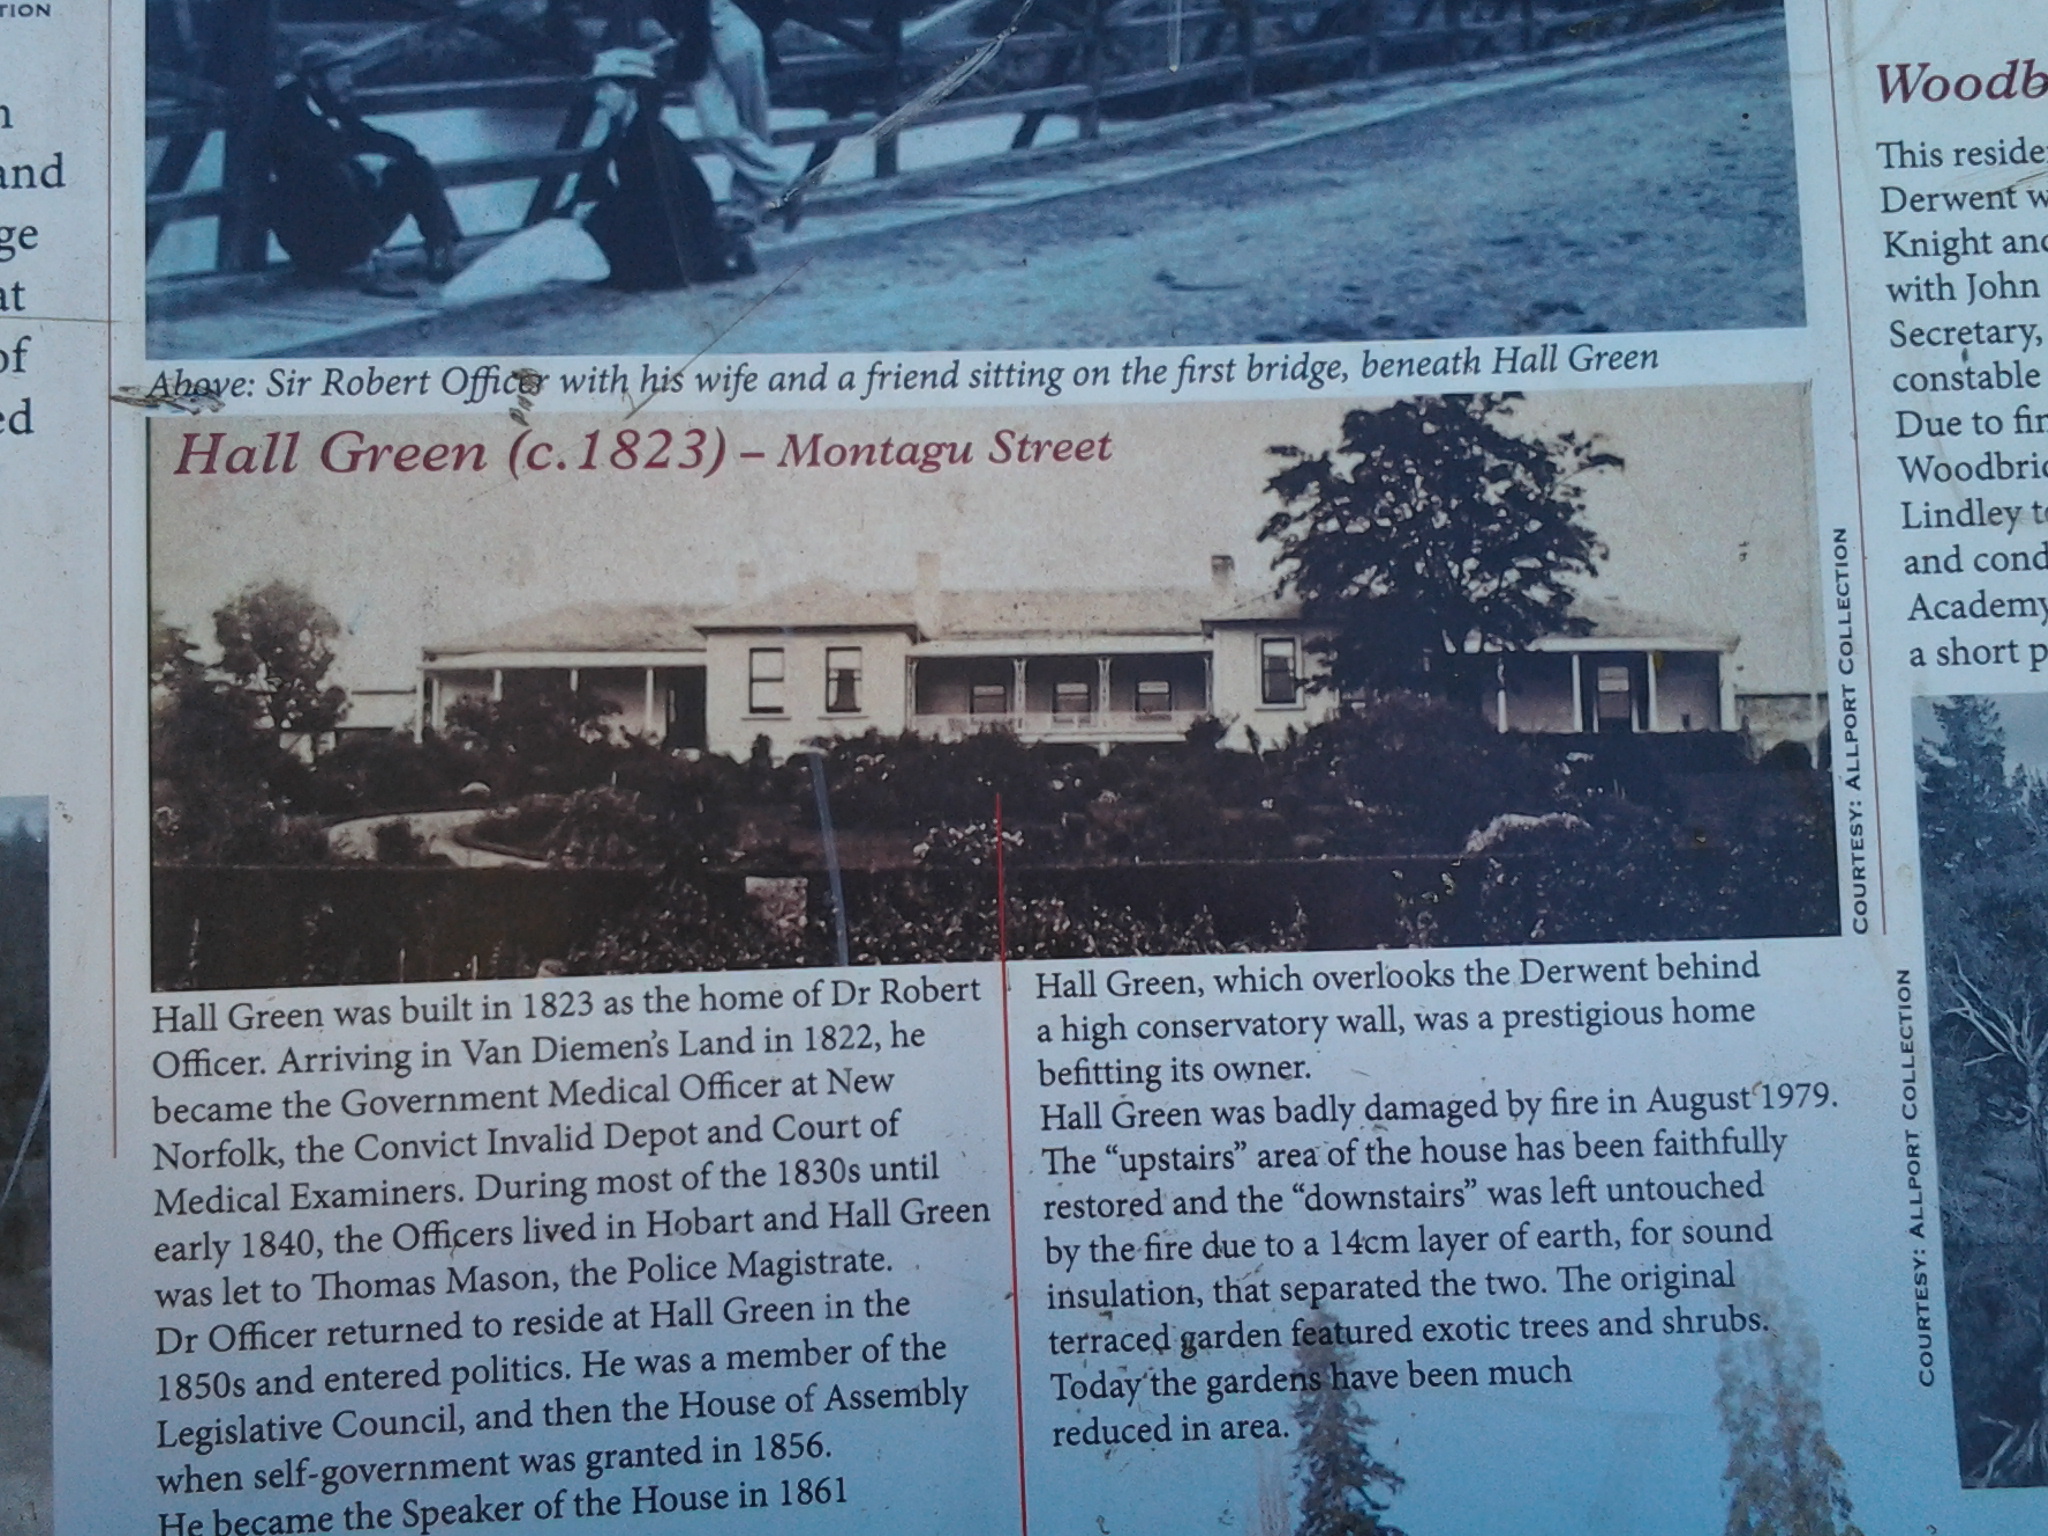 TION
n
and
ge
at
of
ed
Above: Sir Robert Officer with his wife and a friend sitting on the first bridge, beneath Hall Green
Hall Green (c.1823) – Montagu Street
COURTESY: ALLPORT COLLECTION
Hall Green was built in 1823 as the home of Dr Robert
Officer. Arriving in Van Diemen's Land in 1822, he
became the Government Medical Officer at New
Norfolk, the Convict Invalid Depot and Court of
Medical Examiners. During most of the 1830s until
early 1840, the Officers lived in Hobart and Hall Green
was let to Thomas Mason, the Police Magistrate.
Dr Officer returned to reside at Hall Green in the
1850s and entered politics. He was a member of the
Legislative Council, and then the House of Assembly
when self-government was granted in 1856.
He became the Speaker of the House in 1861
Hall Green, which overlooks the Derwent behind
a high conservatory wall, was a prestigious home
befitting its owner.
Hall Green was badly damaged by fire in August 1979.
The “upstairs” area of the house has been faithfully
restored and the “downstairs” was left untouched
by the fire due to a 14cm layer of earth, for sound
insulation, that separated the two. The original
terraced garden featured exotic trees and shrubs.
Today the gardens have been much
reduced in area.
Woodb
This reside
Derwent w
Knight and
with John
Secretary,
constable
Due to fin
Woodbrid
Lindley to
and cond
Academy
a short p
COURTESY: ALLPORT COLLECTION